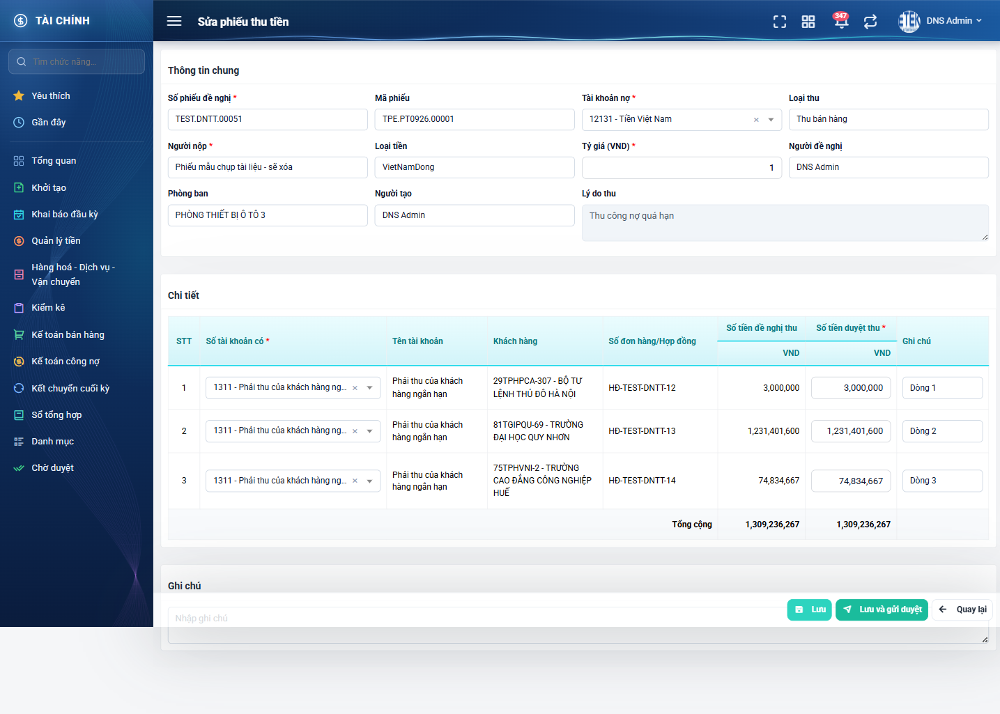 TÀI CHÍNH
Sửa phiếu thu tiền
347
DNS Admin
Tìm chức năng...
Yêu thích
Gần đây
Tổng quan
Khởi tạo
Khai báo đầu kỳ
Quản lý tiền
Hàng hoá - Dịch vụ -
Vận chuyển
Kiểm kê
Kế toán bán hàng
Kế toán công nợ
Kết chuyển cuối kỳ
Sổ tổng hợp
Danh mục
Chờ duyệt
Thông tin chung
Số phiếu đề nghị * Mã phiếu Tài khoản nợ * Loại thu
TEST.DNTT.00051 TPE.PT0926.00001 12131 - Tiền Việt Nam × Thu bán hàng
Người nộp * Loại tiền Tỷ giá (VND) * Người đề nghị
Phiếu mẫu chụp tài liệu - sẽ xóa VietNamDong 1 DNS Admin
Phòng ban Người tạo Lý do thu
PHÒNG THIẾT BỊ Ô TÔ 3 DNS Admin Thu công nợ quá hạn
Chi tiết
STT Số tài khoản có * Tên tài khoản Khách hàng Số đơn hàng/Hợp đồng Số tiền đề nghị thu Số tiền duyệt thu * Ghi chú
VND VND
1 1311 - Phải thu của khách hàng ng... × Phải thu của khách hàng ngắn hạn 29TPHPCA-307 - BỘ TƯ LỆNH THỦ ĐÔ HÀ NỘI HĐ-TEST-DNTT-12 3,000,000 3,000,000 Dòng 1
2 1311 - Phải thu của khách hàng ng... × Phải thu của khách hàng ngắn hạn 81TGIPQU-69 - TRƯỜNG ĐẠI HỌC QUY NHƠN HĐ-TEST-DNTT-13 1,231,401,600 1,231,401,600 Dòng 2
3 1311 - Phải thu của khách hàng ng... × Phải thu của khách hàng ngắn hạn 75TPHVNI-2 - TRƯỜNG CAO ĐẲNG CÔNG NGHIỆP HUẾ HĐ-TEST-DNTT-14 74,834,667 74,834,667 Dòng 3
Tổng cộng 1,309,236,267 1,309,236,267
Ghi chú
Nhập ghi chú
Lưu Lưu và gửi duyệt Quay lại